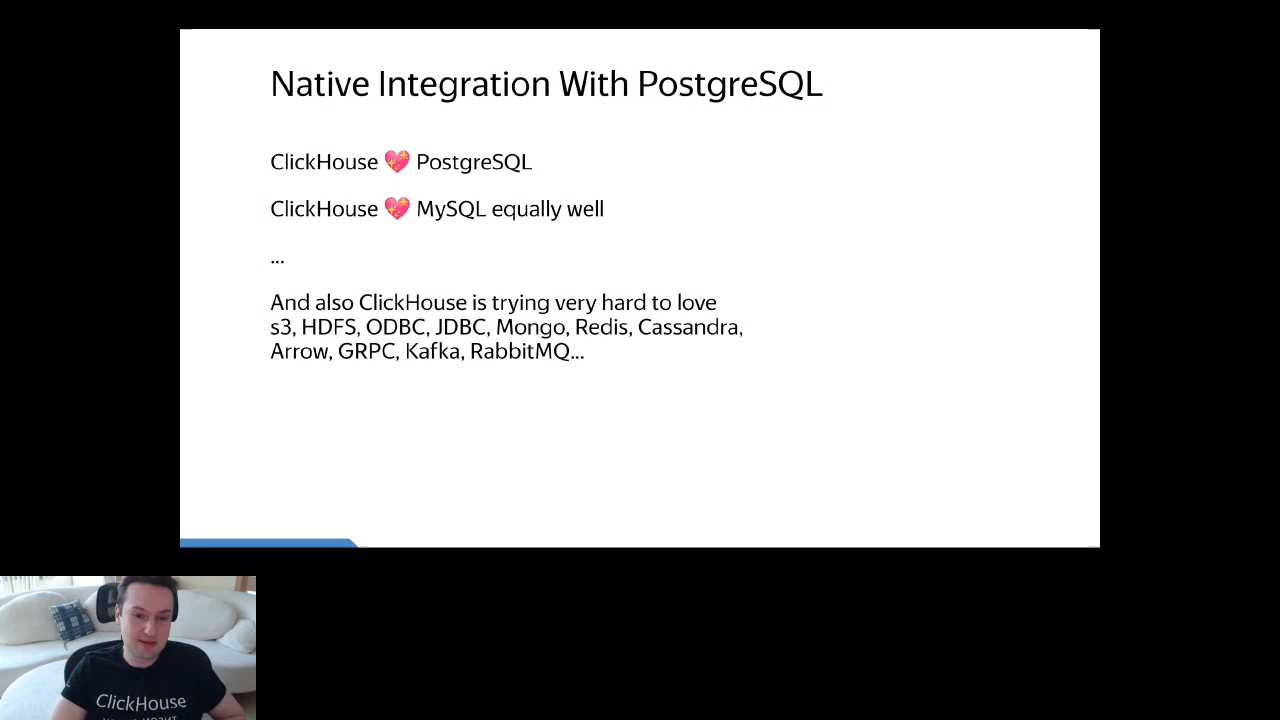 Native Integration With PostgreSQL
ClickHouse 💖 PostgreSQL
ClickHouse 💖 MySQL equally well
...
And also ClickHouse is trying very hard to love
s3, HDFS, ODBC, JDBC, Mongo, Redis, Cassandra,
Arrow, GRPC, Kafka, RabbitMQ...
ClickHouse